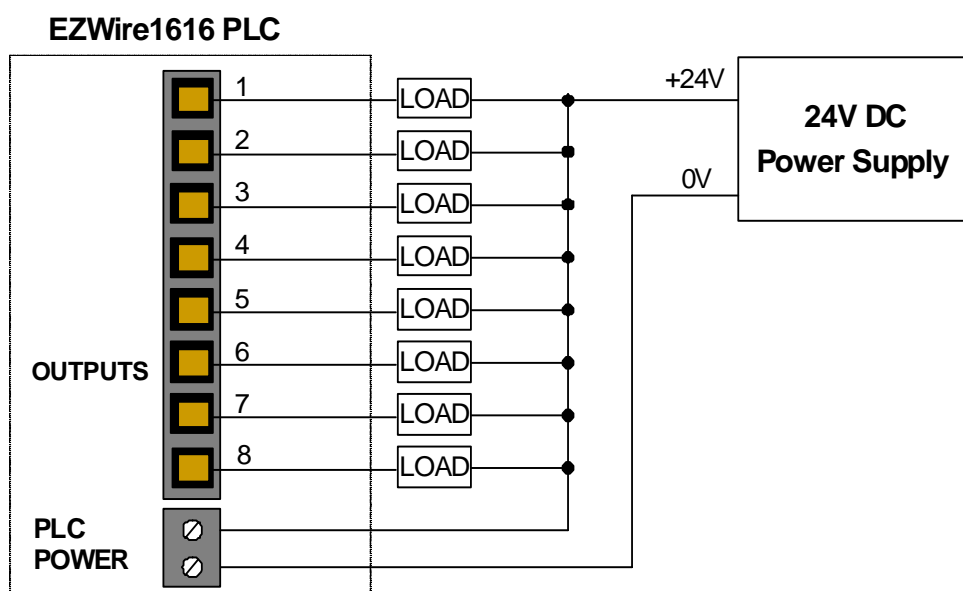 EZWire1616 PLC
1
LOAD
+24V
24V DC
Power Supply
2
LOAD
0V
3
LOAD
4
LOAD
5
LOAD
OUTPUTS
6
LOAD
7
LOAD
8
LOAD
PLC
POWER